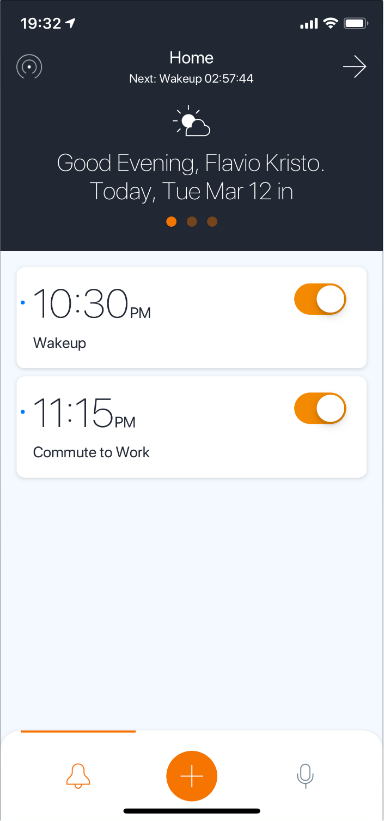 19:32
Home
Next: Wakeup 02:57:44
Good Evening, Flavio Kristo.
Today, Tue Mar 12 in
10:30PM
Wakeup
11:15PM
Commute to Work